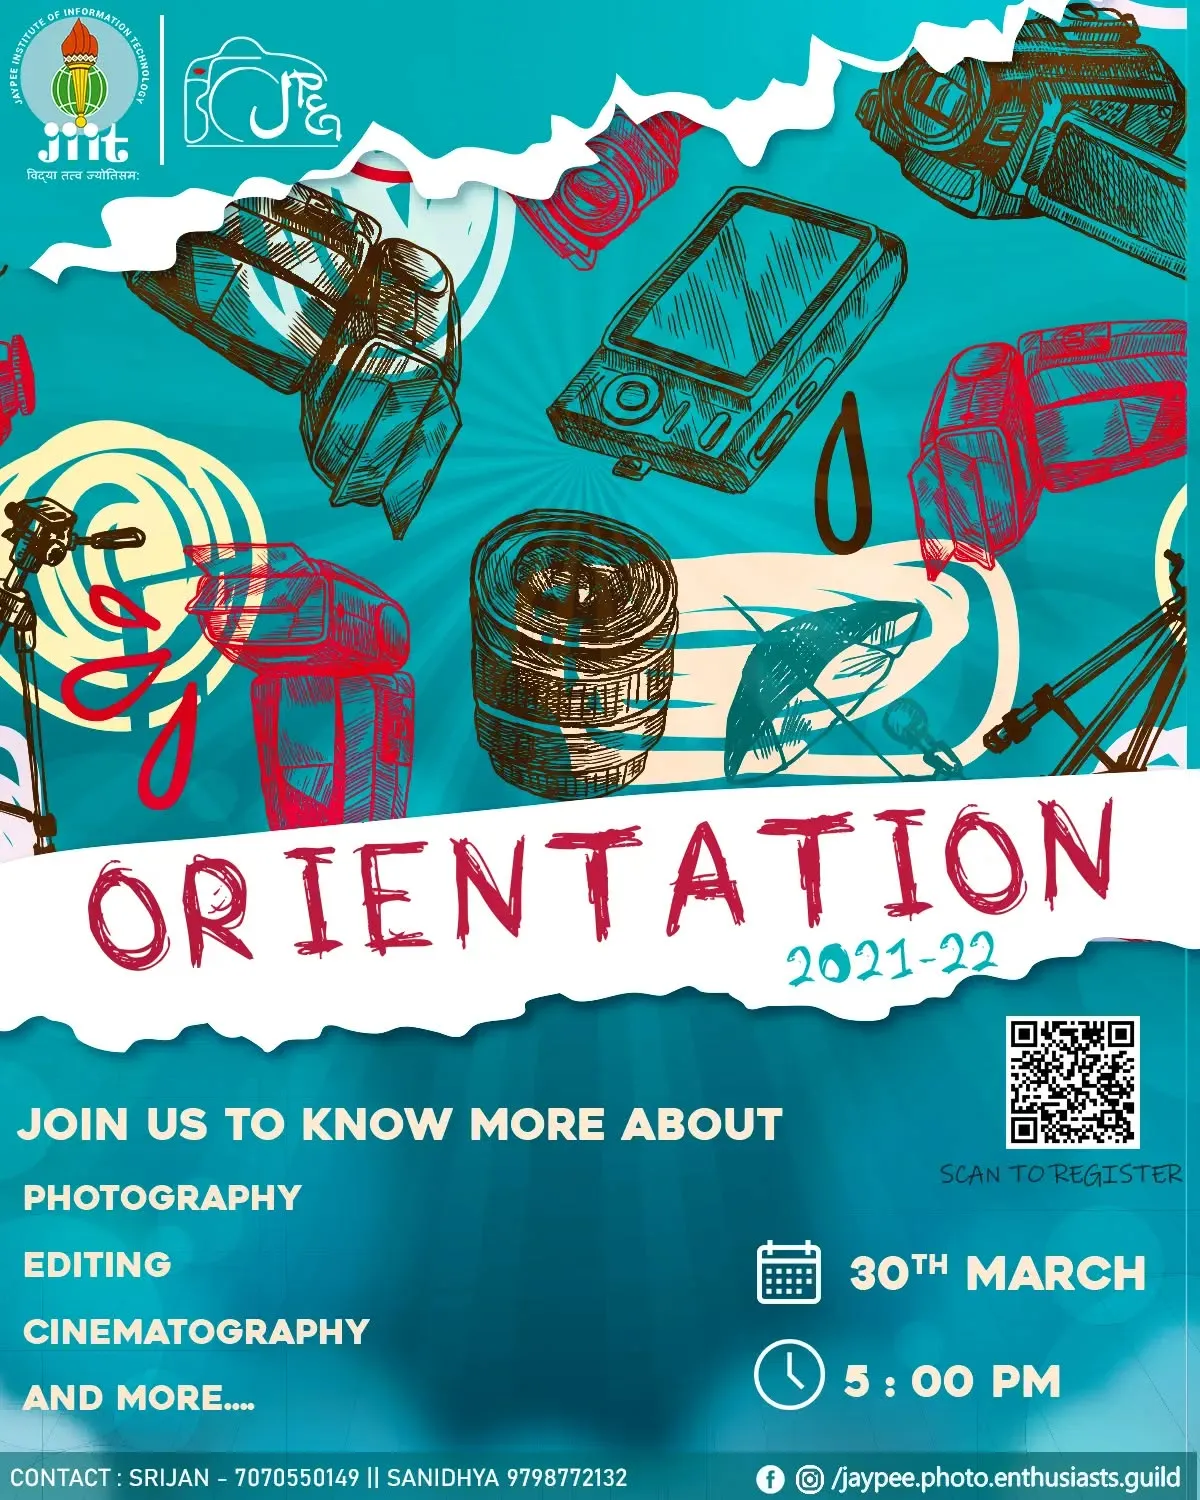 JAYPEE INSTITUTE OF INFORMATION TECHNOLOGY
jiit
विद्या तत्व ज्योतिसम:
JPEG
ORIENTATION
2021-22
JOIN US TO KNOW MORE ABOUT
PHOTOGRAPHY
EDITING
CINEMATOGRAPHY
AND MORE....
SCAN TO REGISTER
30TH MARCH
5 : 00 PM
CONTACT : SRIJAN - 7070550149 || SANIDHYA 9798772132
/jaypee.photo.enthusiasts.guild